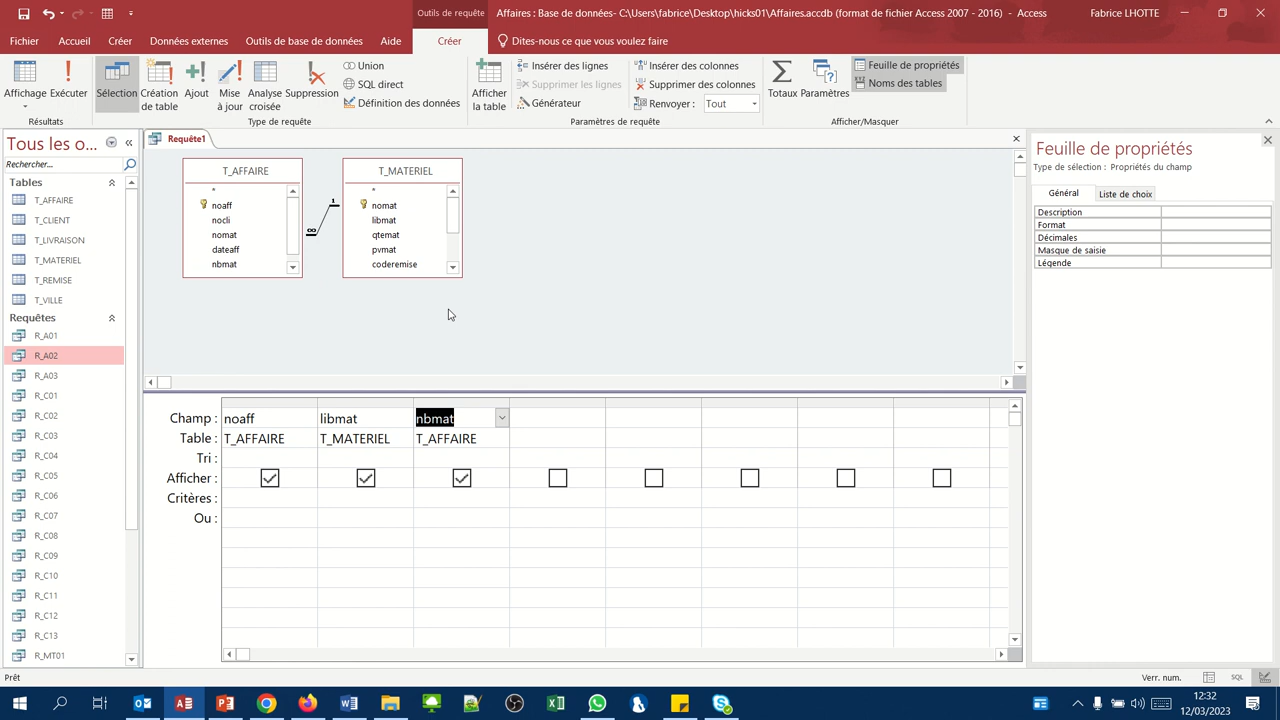 Outils de requête
Affaires : Base de données- C:\Users\fabrice\Desktop\hicks01\Affaires.accdb (format de fichier Access 2007 - 2016) - Access
Fabrice LHOTTE
Fichier Accueil Créer Données externes Outils de base de données Aide Créer Dites-nous ce que vous voulez faire
Affichage Exécuter
Résultats
Sélection Création de table Ajout Mise à jour Analyse croisée Suppression
Union
SQL direct
Définition des données
Type de requête
Afficher la table
Insérer des lignes
Supprimer les lignes
Générateur
Insérer des colonnes
Supprimer des colonnes
Renvoyer : Tout
Paramètres de requête
Totaux Paramètres
Feuille de propriétés
Noms des tables
Afficher/Masquer
Tous les o...
Rechercher...
Tables
T_AFFAIRE
T_CLIENT
T_LIVRAISON
T_MATERIEL
T_REMISE
T_VILLE
Requêtes
R_A01
R_A02
R_A03
R_C01
R_C02
R_C03
R_C04
R_C05
R_C06
R_C07
R_C08
R_C09
R_C10
R_C11
R_C12
R_C13
R_MT01
Requête1
T_AFFAIRE
*
noaff
nocli
nomat
dateaff
nbmat
1
∞
T_MATERIEL
*
nomat
libmat
qtemat
pvmat
coderemise
Champ : noaff libmat nbmat
Table : T_AFFAIRE T_MATERIEL T_AFFAIRE
Tri :
Afficher :
Critères :
Ou :
Feuille de propriétés
Type de sélection : Propriétés du champ
Général Liste de choix
Description
Format
Décimales
Masque de saisie
Légende
Prêt
Verr. num.
SQL
12:32
12/03/2023